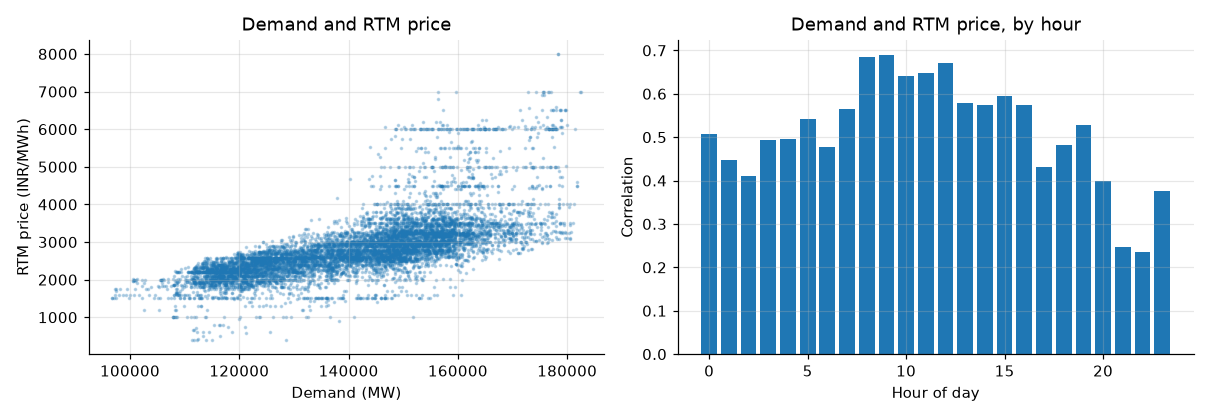 Demand and RTM price
RTM price (INR/MWh)
8000
7000
6000
5000
4000
3000
2000
1000
100000 120000 140000 160000 180000
Demand (MW)
Demand and RTM price, by hour
Correlation
0.7
0.6
0.5
0.4
0.3
0.2
0.1
0.0
0 5 10 15 20
Hour of day